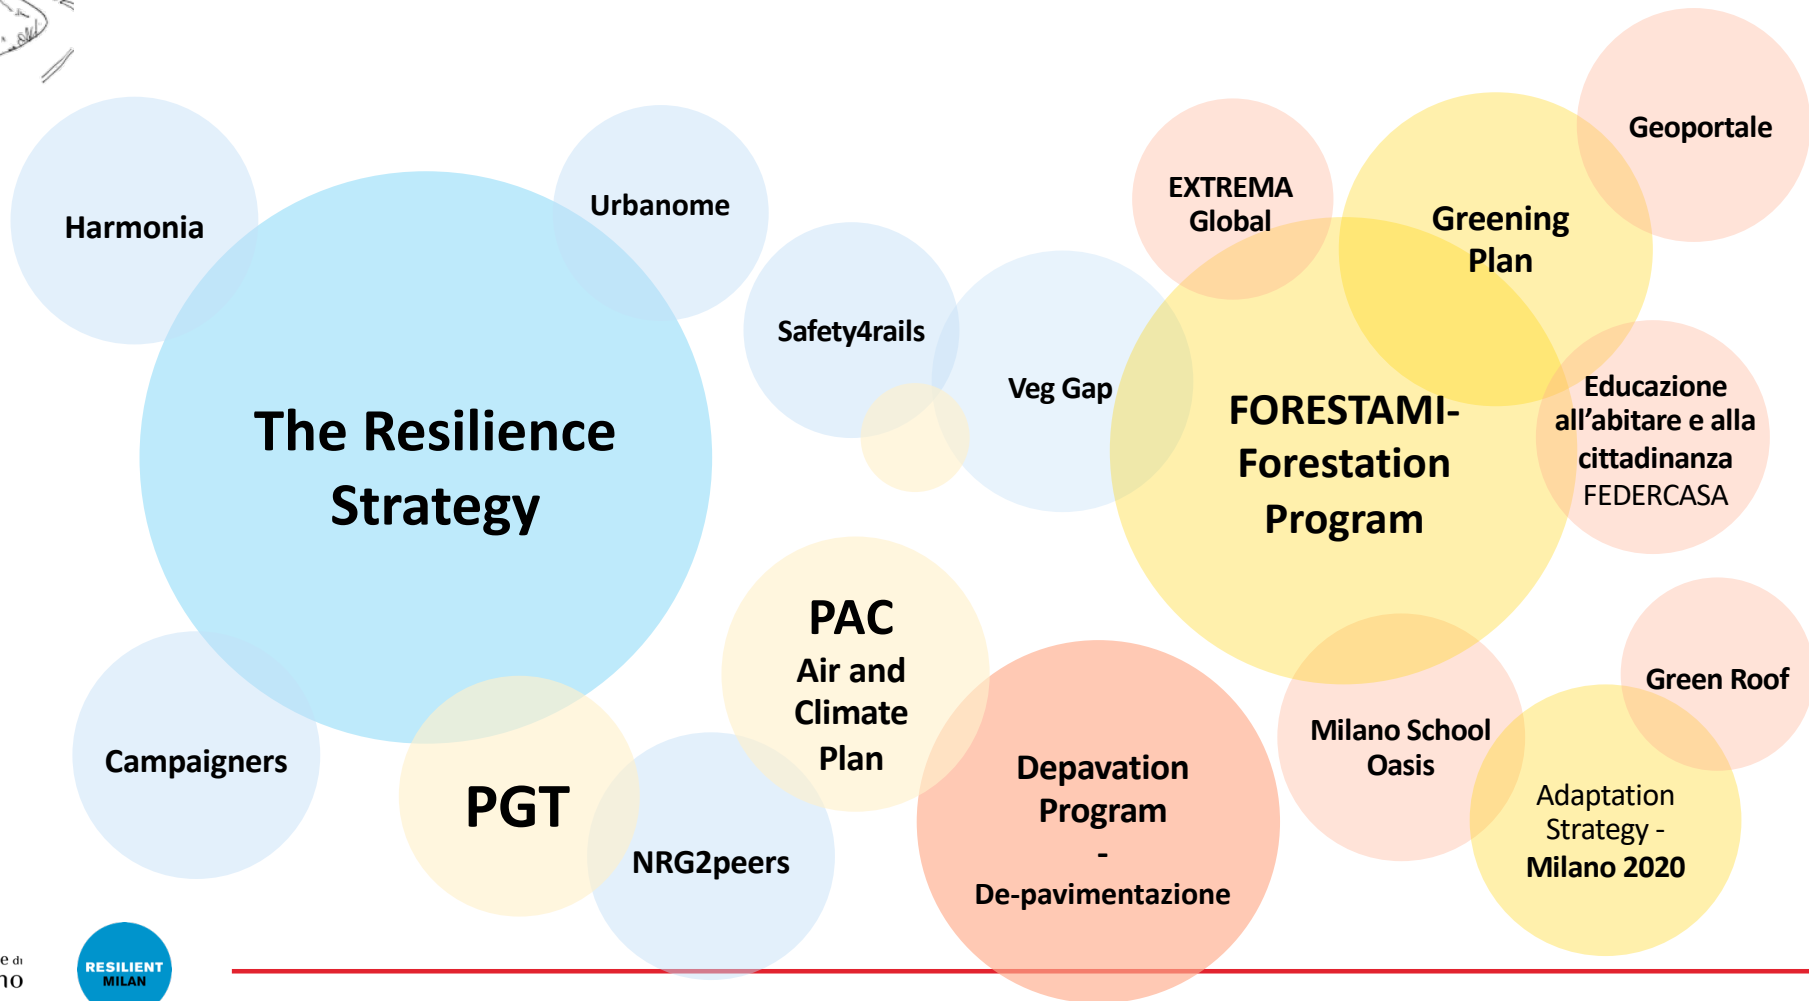 Geoportale
EXTREMA
Global
Greening
Plan
Harmonia
Urbanome
Safety4rails
Veg Gap
The Resilience
Strategy
FORESTAMI-
Forestation
Program
Educazione
all’abitare e alla
cittadinanza
FEDERCASA
PAC
Air and
Climate
Plan
Campaigners
PGT
NRG2peers
Depavation
Program
-
De-pavimentazione
Milano School
Oasis
Green Roof
Adaptation
Strategy -
Milano 2020
RESILIENT
MILAN